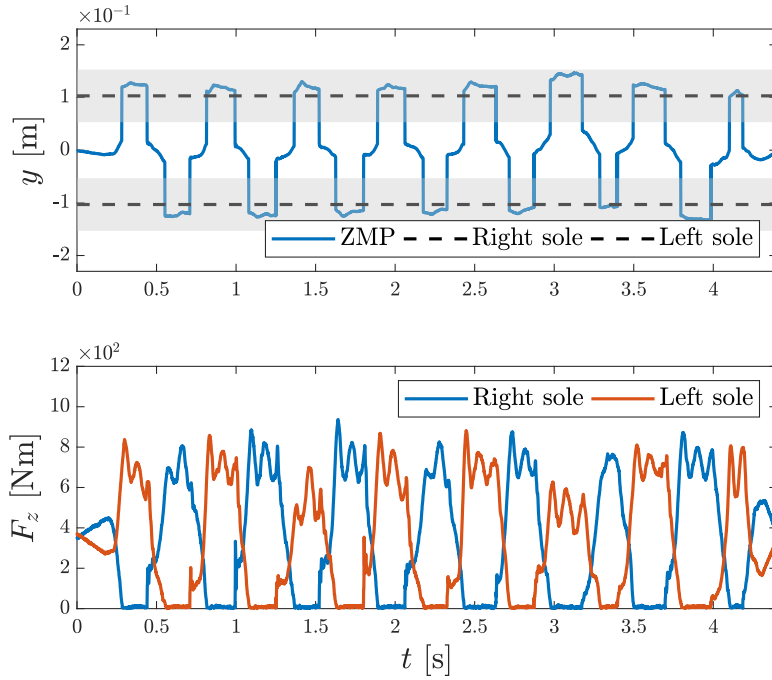 ×10⁻¹
2
1
0
-1
-2
y [m]
ZMP Right sole Left sole
0 0.5 1 1.5 2 2.5 3 3.5 4
×10²
12
10
8
6
4
2
0
F_z [Nm]
Right sole Left sole
0 0.5 1 1.5 2 2.5 3 3.5 4
t [s]